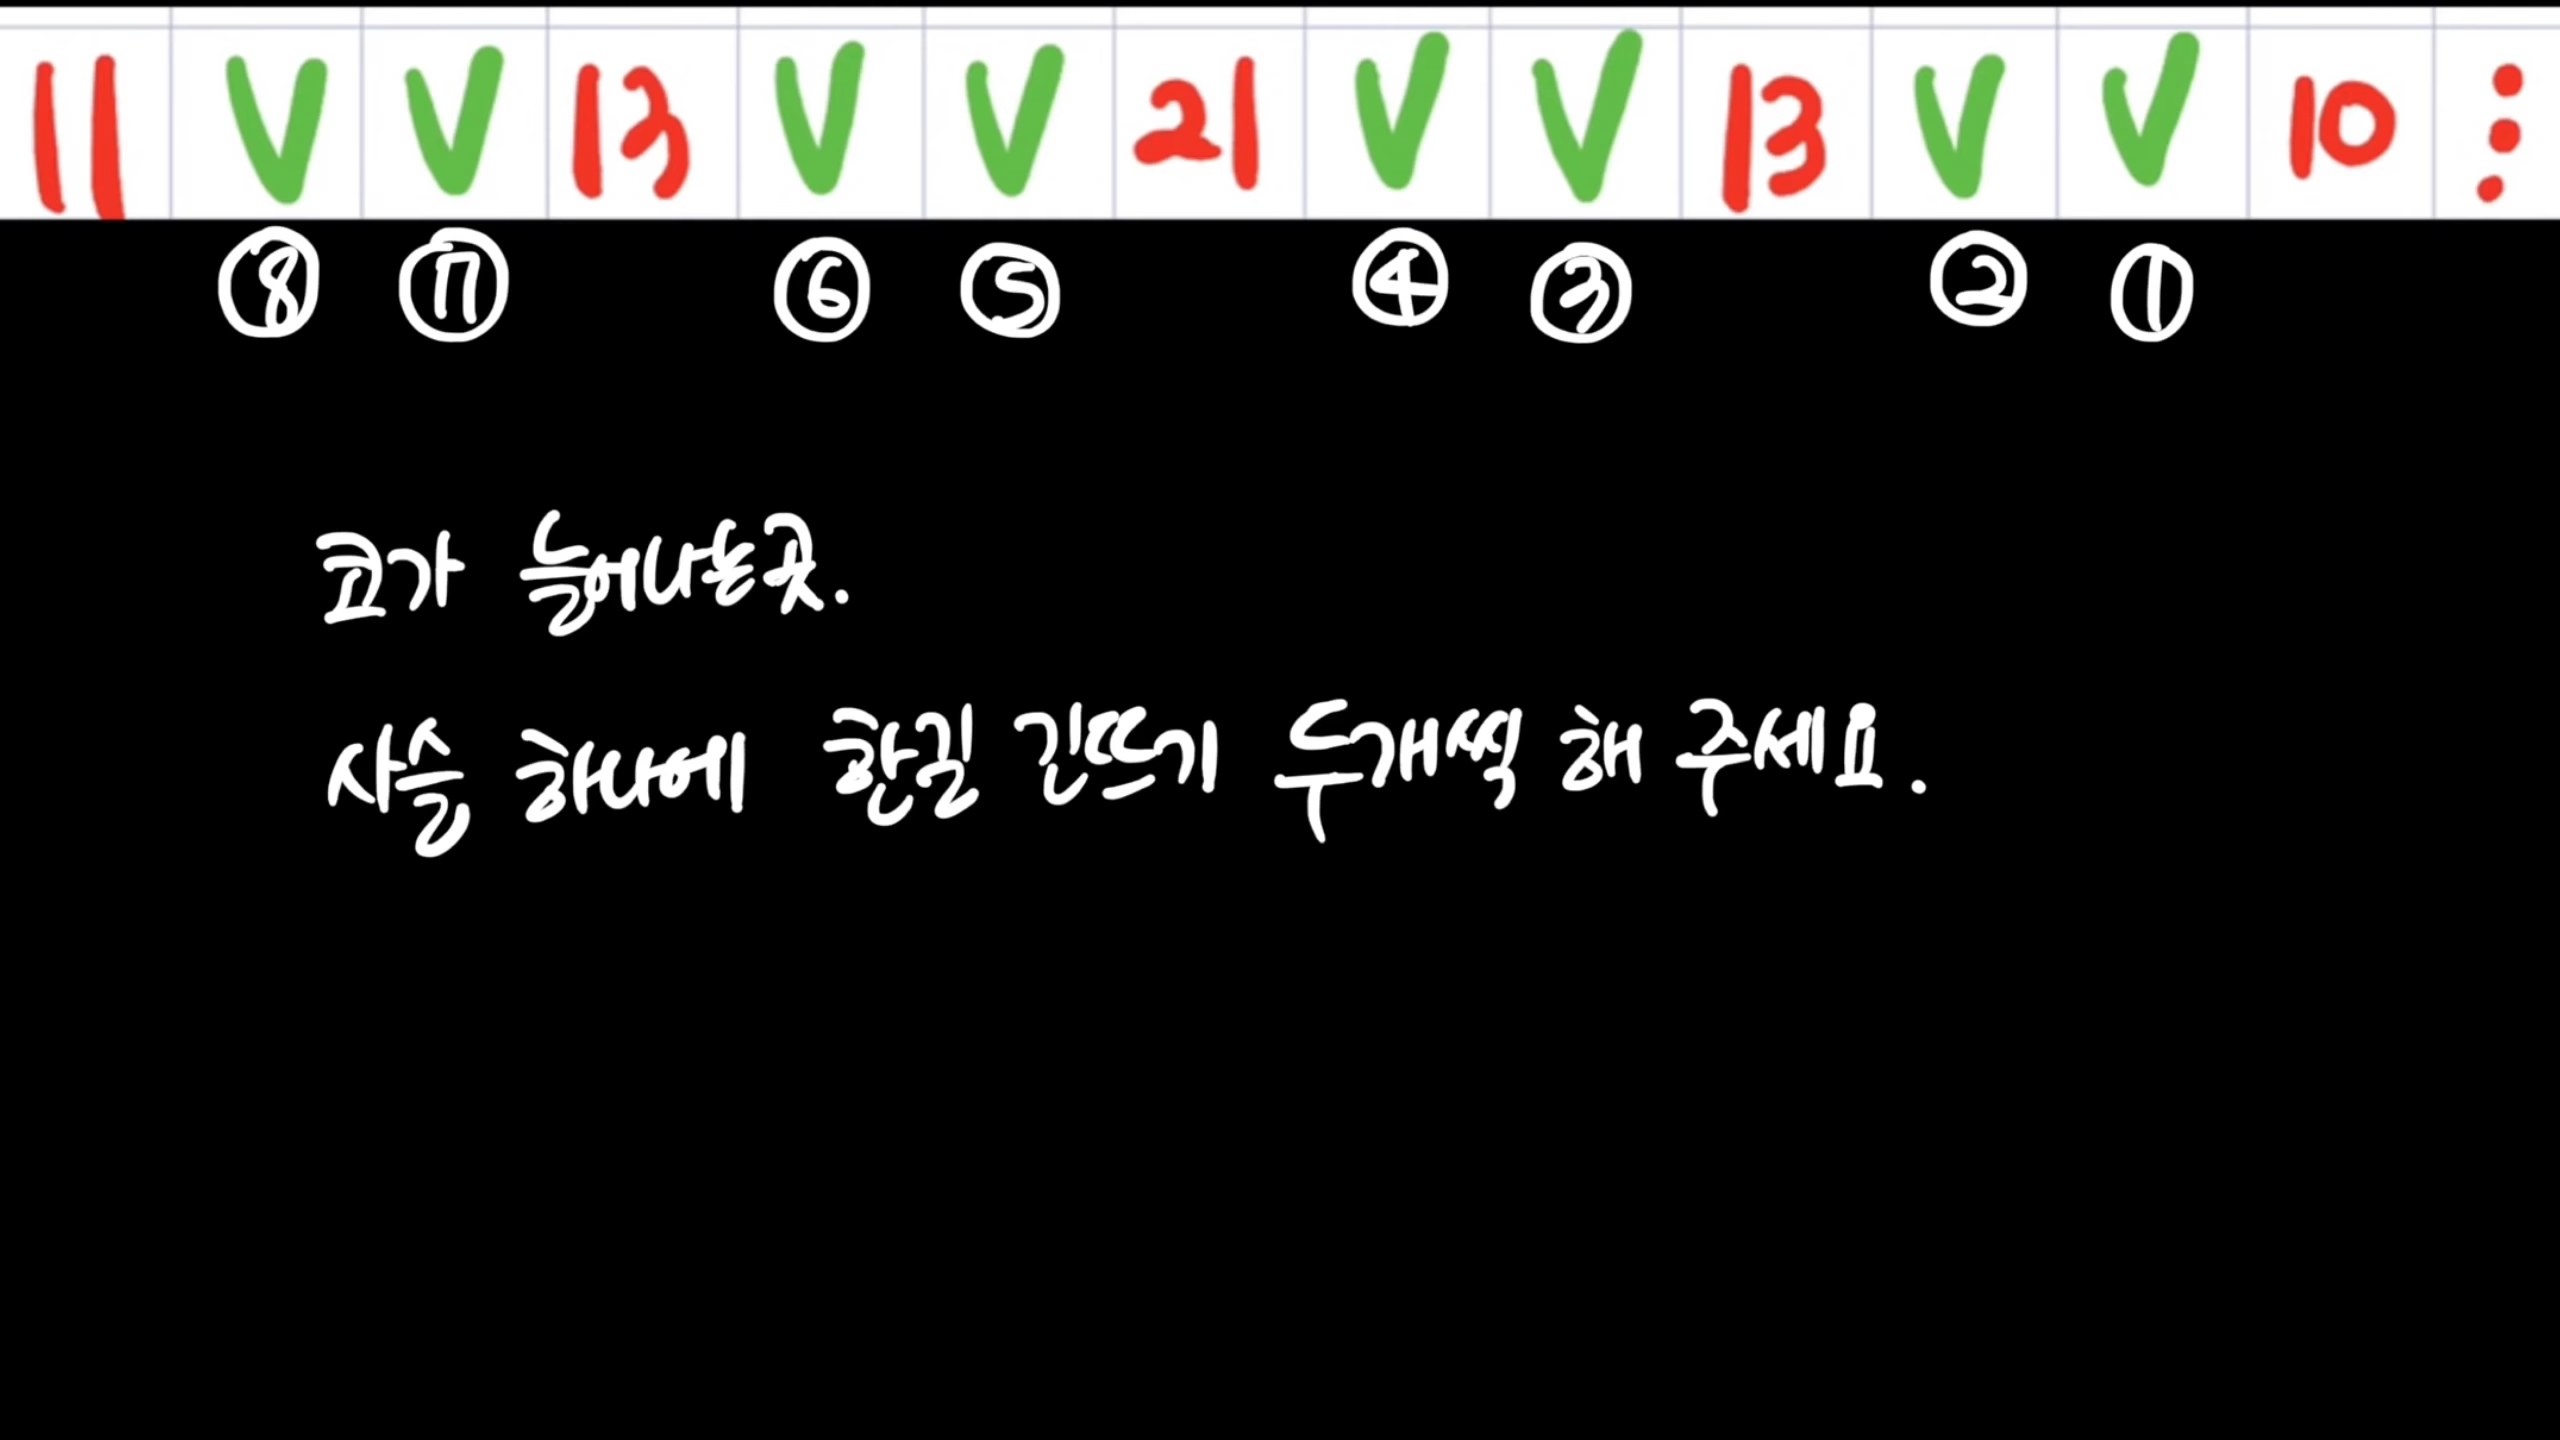 11 V V 13 V V 21 V V 13 V V 10 :
⑧ ⑦ ⑥ ⑤ ④ ③ ② ①
코가 늘어나는곳.
사슬 하나에 한길 긴뜨기 두개씩 해 주세요.